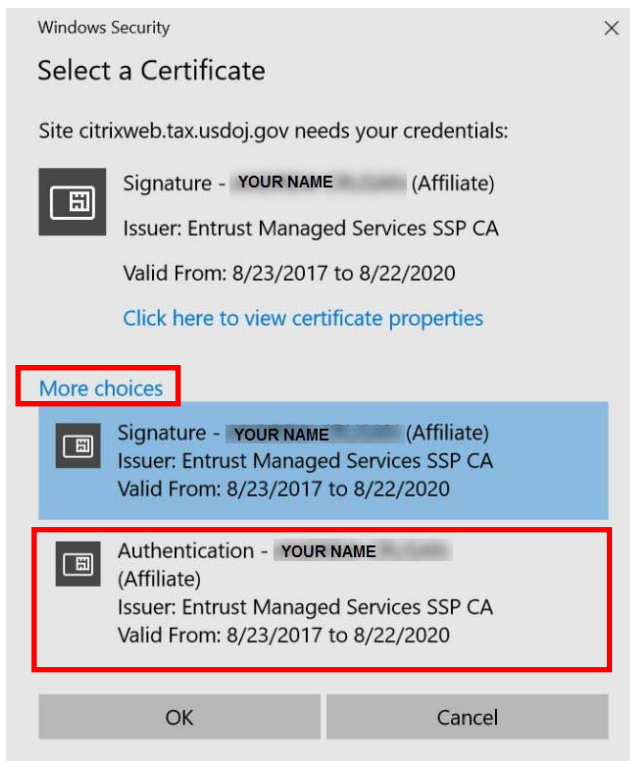 Windows Security
Select a Certificate
Site citrixweb.tax.usdoj.gov needs your credentials:
Signature - YOUR NAME (Affiliate)
Issuer: Entrust Managed Services SSP CA
Valid From: 8/23/2017 to 8/22/2020
Click here to view certificate properties
More choices
Signature - YOUR NAME (Affiliate)
Issuer: Entrust Managed Services SSP CA
Valid From: 8/23/2017 to 8/22/2020
Authentication - YOUR NAME
(Affiliate)
Issuer: Entrust Managed Services SSP CA
Valid From: 8/23/2017 to 8/22/2020
OK Cancel